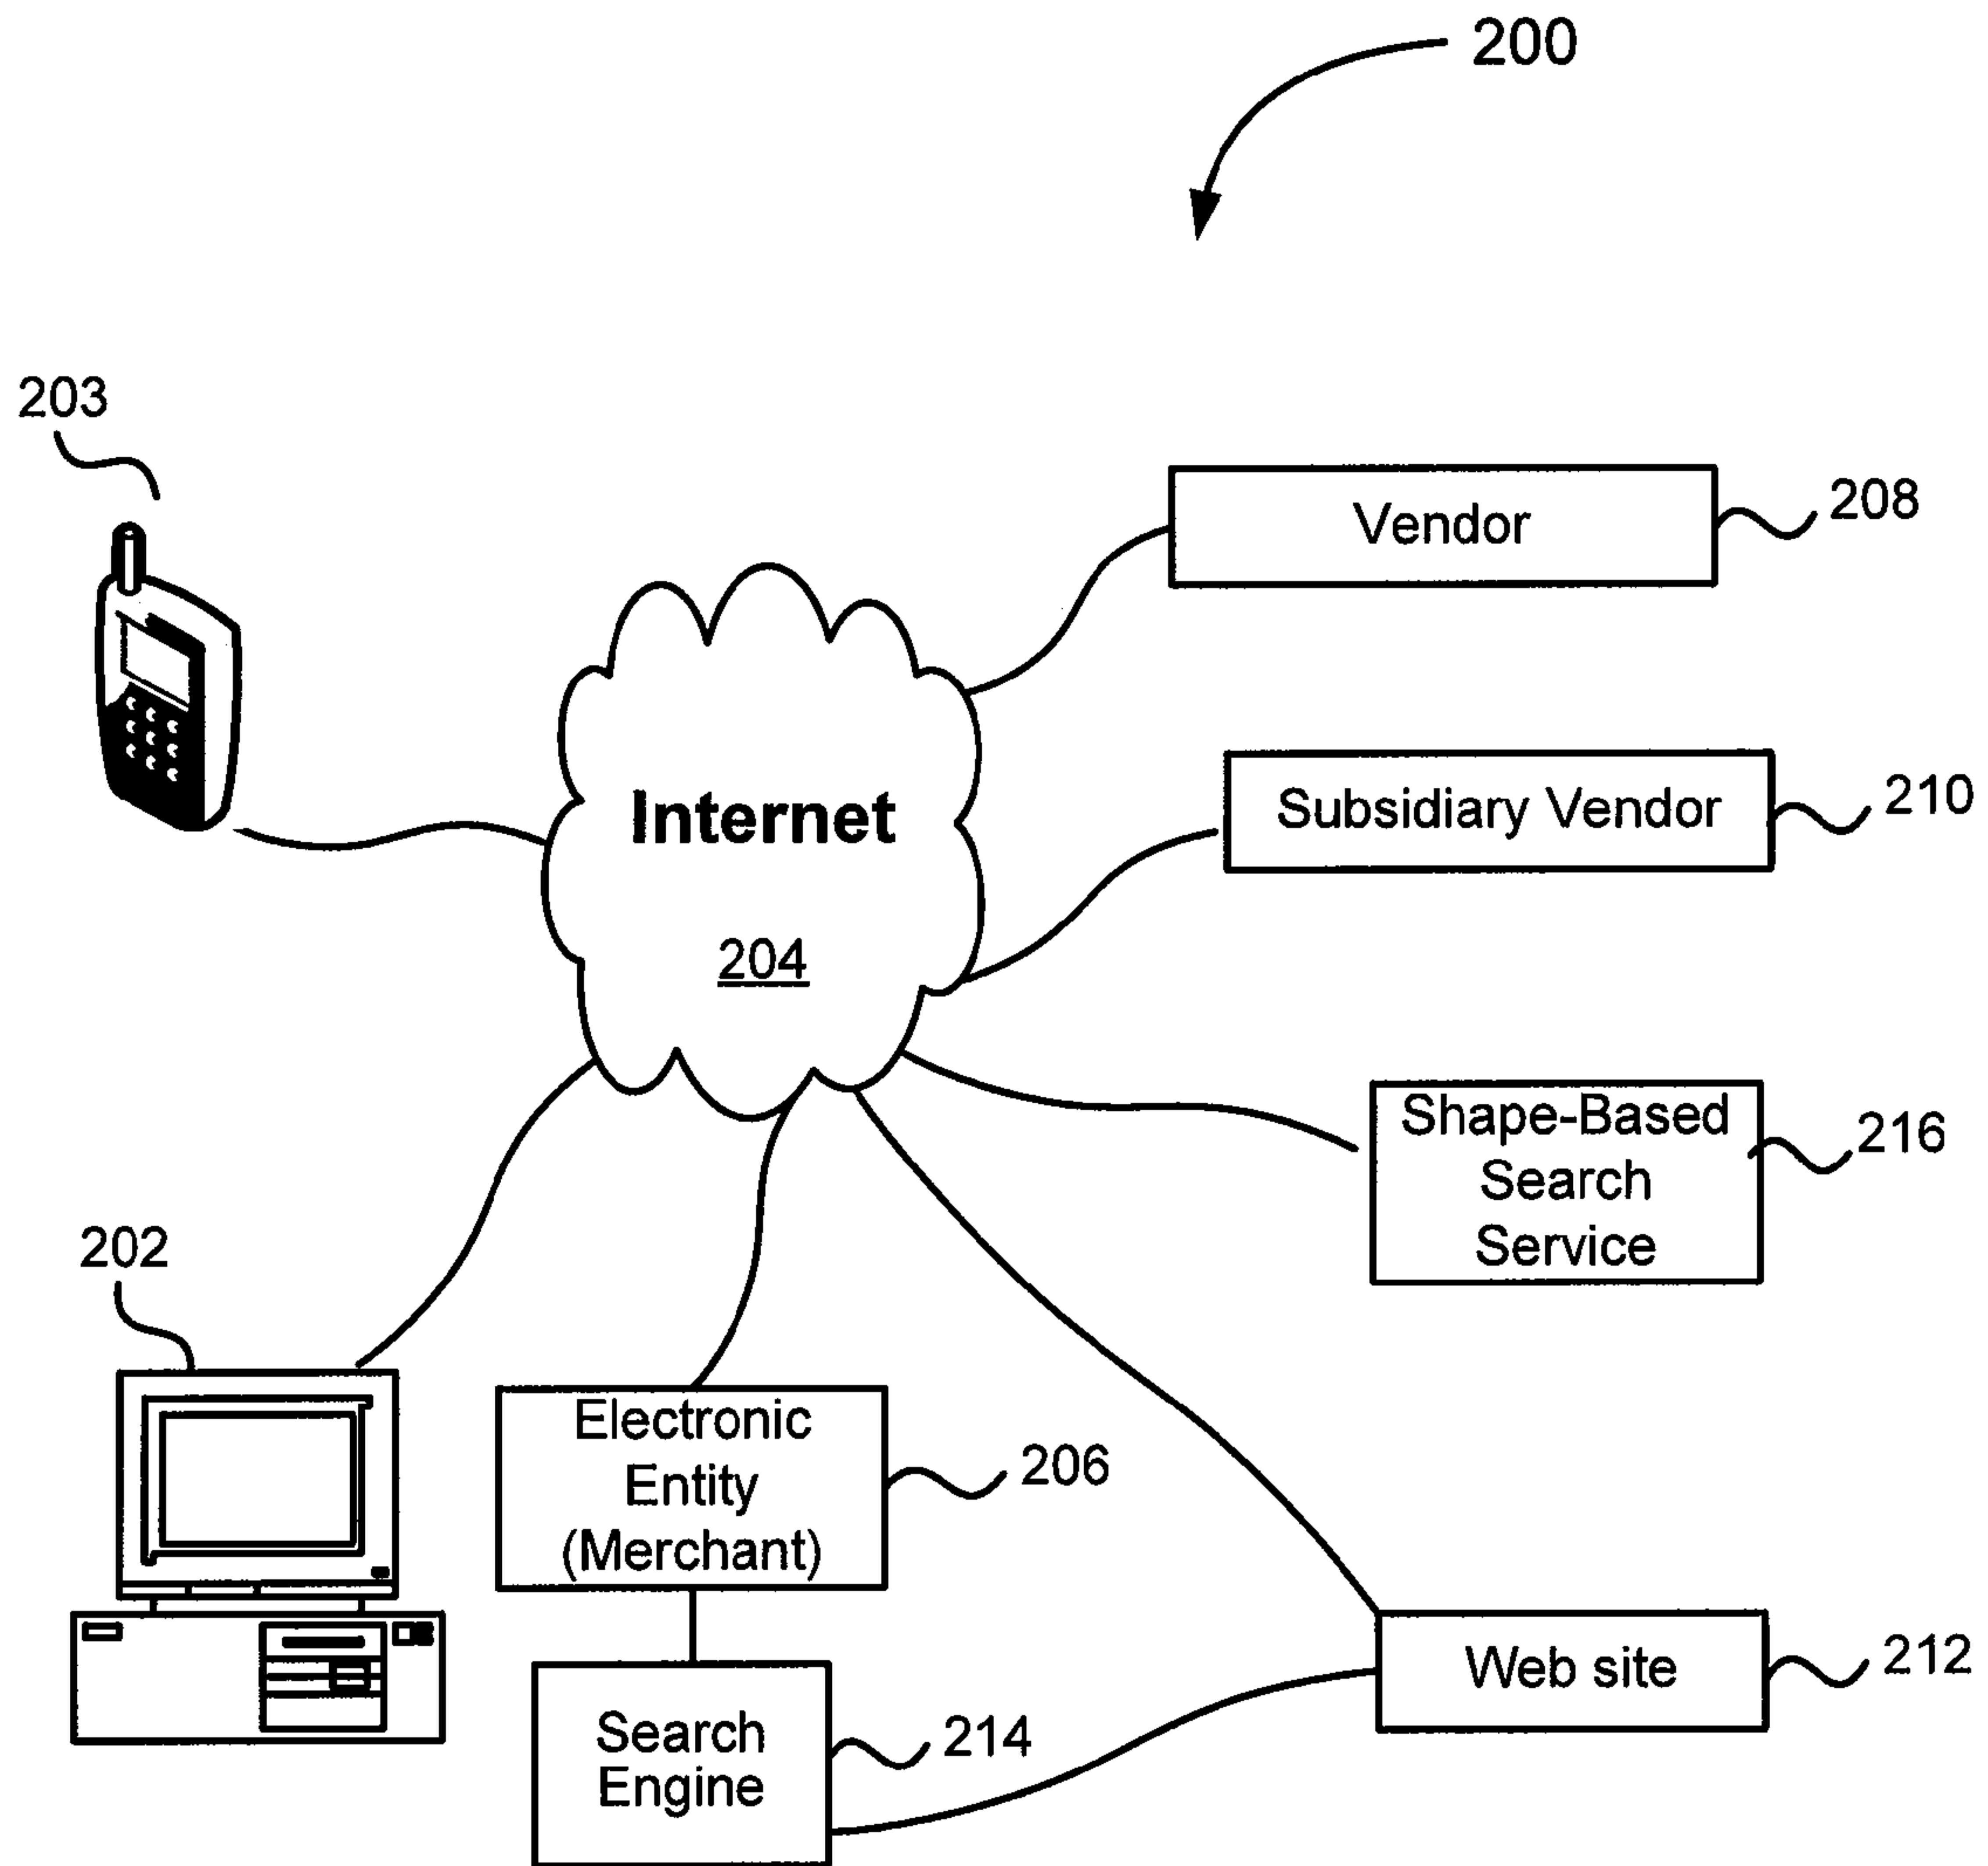 200
203
Vendor
208
Internet
204
Subsidiary Vendor
210
Shape-Based
Search
Service
216
202
Electronic
Entity
(Merchant)
206
Web site
212
Search
Engine
214